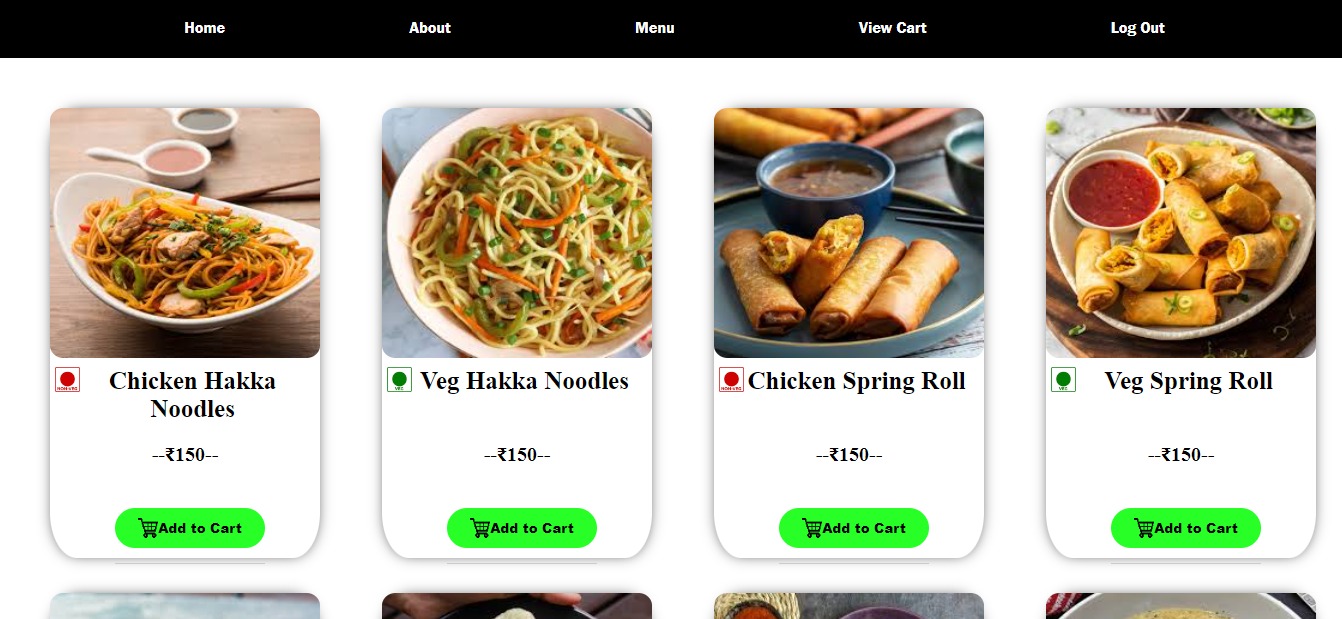 Home
About
Menu
View Cart
Log Out
NON-VEG
Chicken Hakka
Noodles
--₹150--
Add to Cart
VEG
Veg Hakka Noodles
--₹150--
Add to Cart
NON-VEG
Chicken Spring Roll
--₹150--
Add to Cart
VEG
Veg Spring Roll
--₹150--
Add to Cart